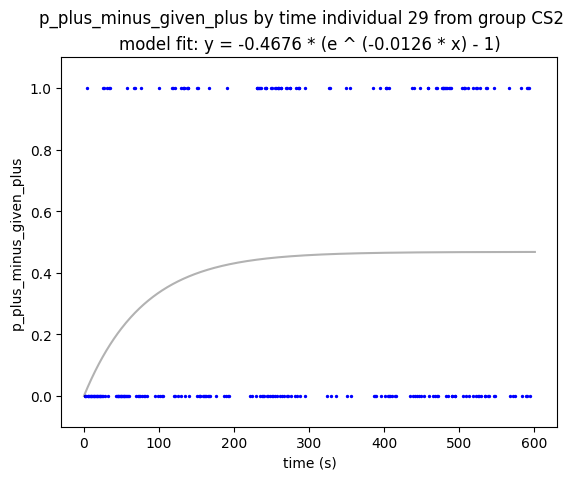 p_plus_minus_given_plus by time individual 29 from group CS2
model fit: y = -0.4676 * (e ^ (-0.0126 * x) - 1)
p_plus_minus_given_plus
1.0
0.8
0.6
0.4
0.2
0.0
0 100 200 300 400 500 600
time (s)